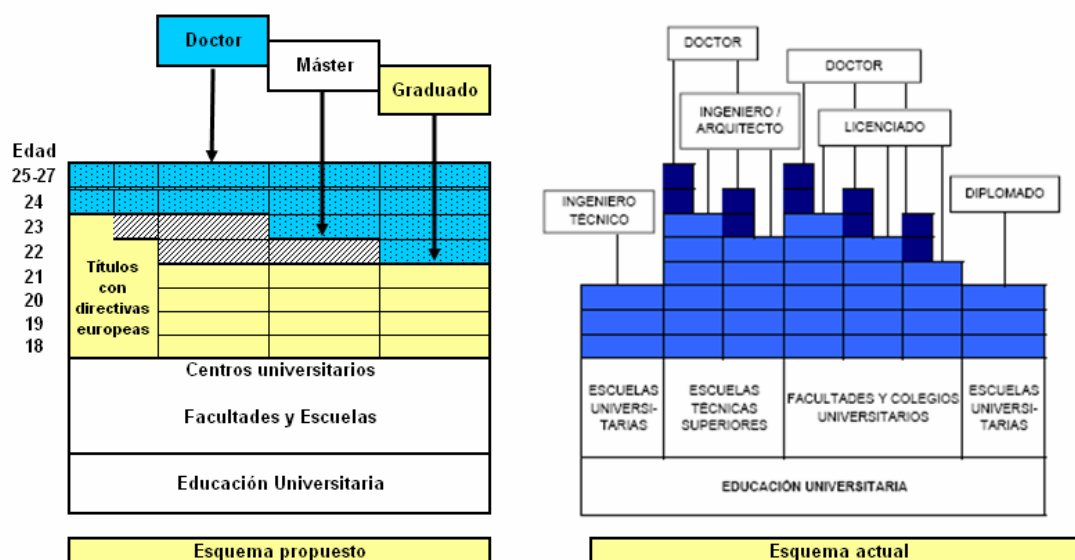 Doctor
Máster
Graduado
Edad
25-27
24
23
22
21
20
19
18
Títulos
con
directivas
europeas
Centros universitarios
Facultades y Escuelas
Educación Universitaria
Esquema propuesto
DOCTOR
DOCTOR
INGENIERO /
ARQUITECTO
LICENCIADO
INGENIERO
TÉCNICO
DIPLOMADO
ESCUELAS
UNIVERSI-
TARIAS
ESCUELAS
TÉCNICAS
SUPERIORES
FACULTADES Y COLEGIOS
UNIVERSITARIOS
ESCUELAS
UNIVERSI-
TARIAS
EDUCACIÓN UNIVERSITARIA
Esquema actual